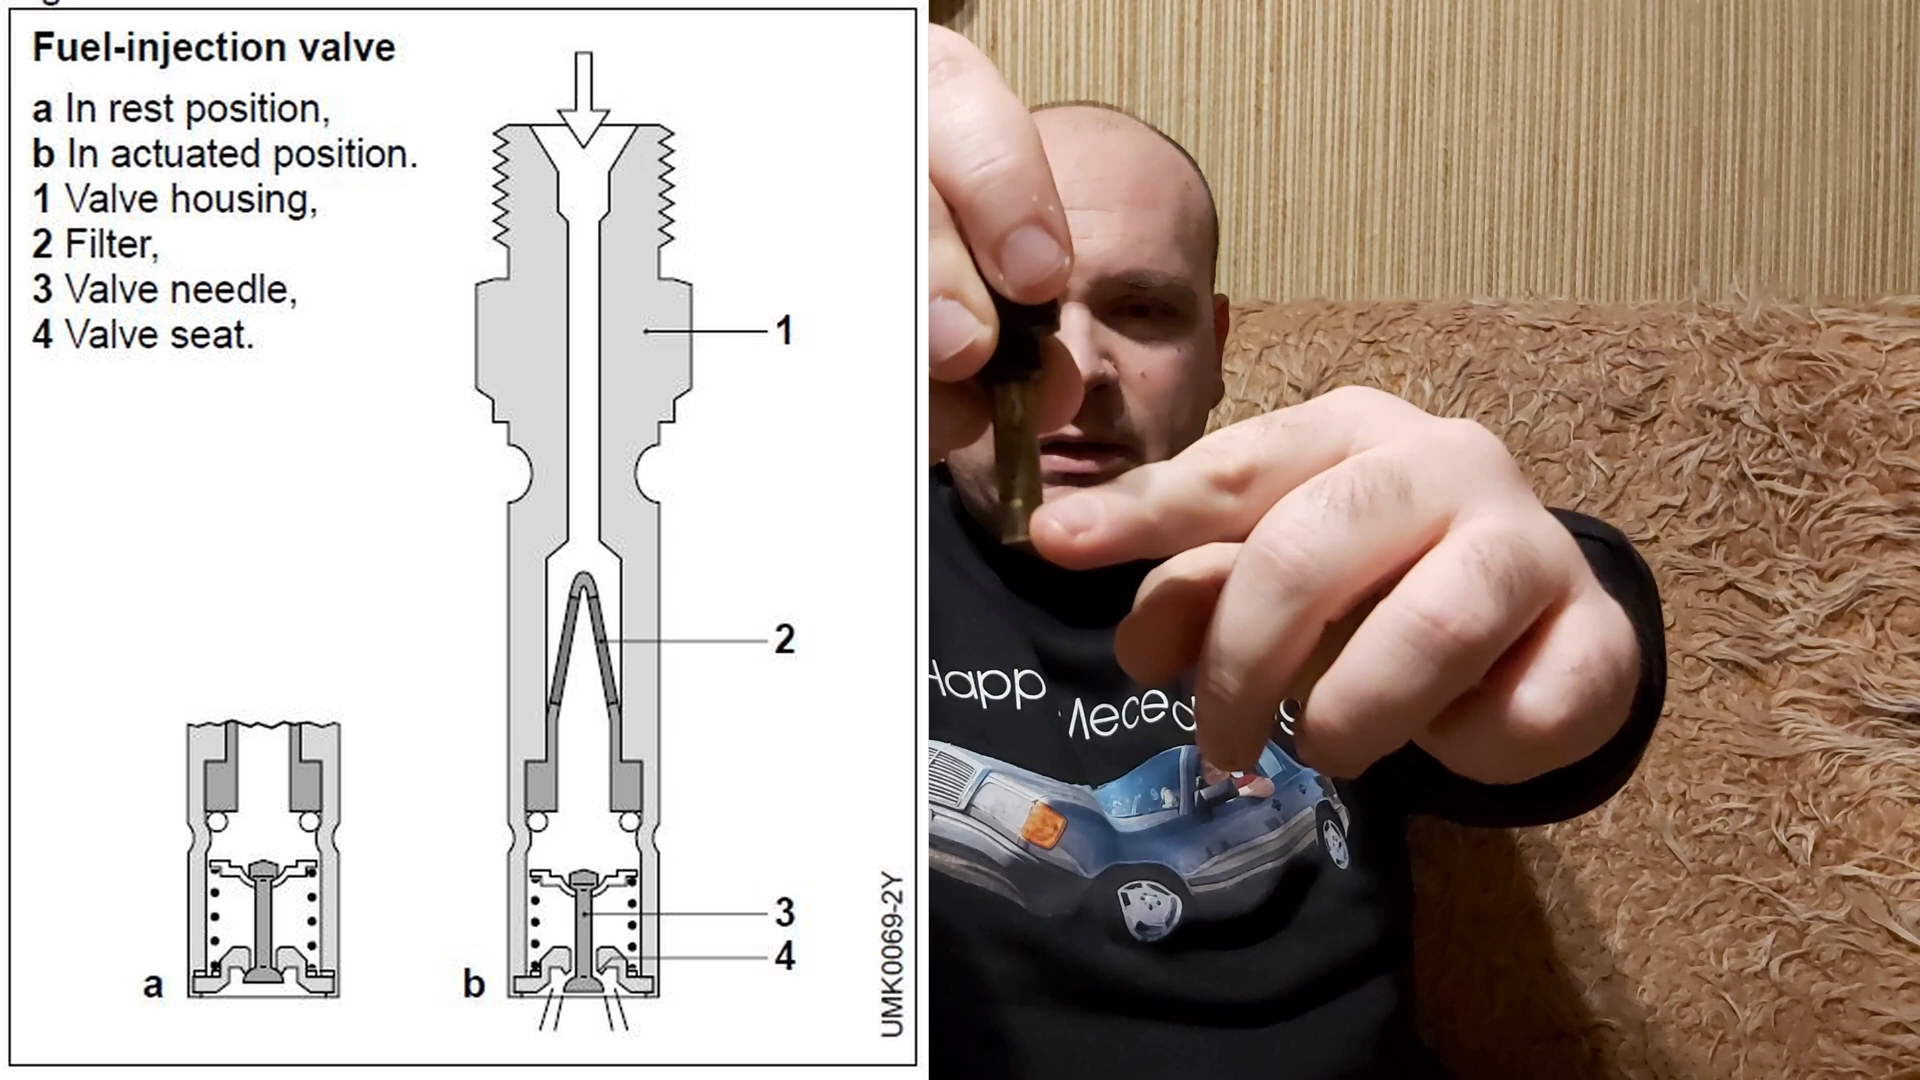 Fuel-injection valve
a In rest position,
b In actuated position.
1 Valve housing,
2 Filter,
3 Valve needle,
4 Valve seat.
1
2
3
4
a
b
UMK0069-2Y
Happ